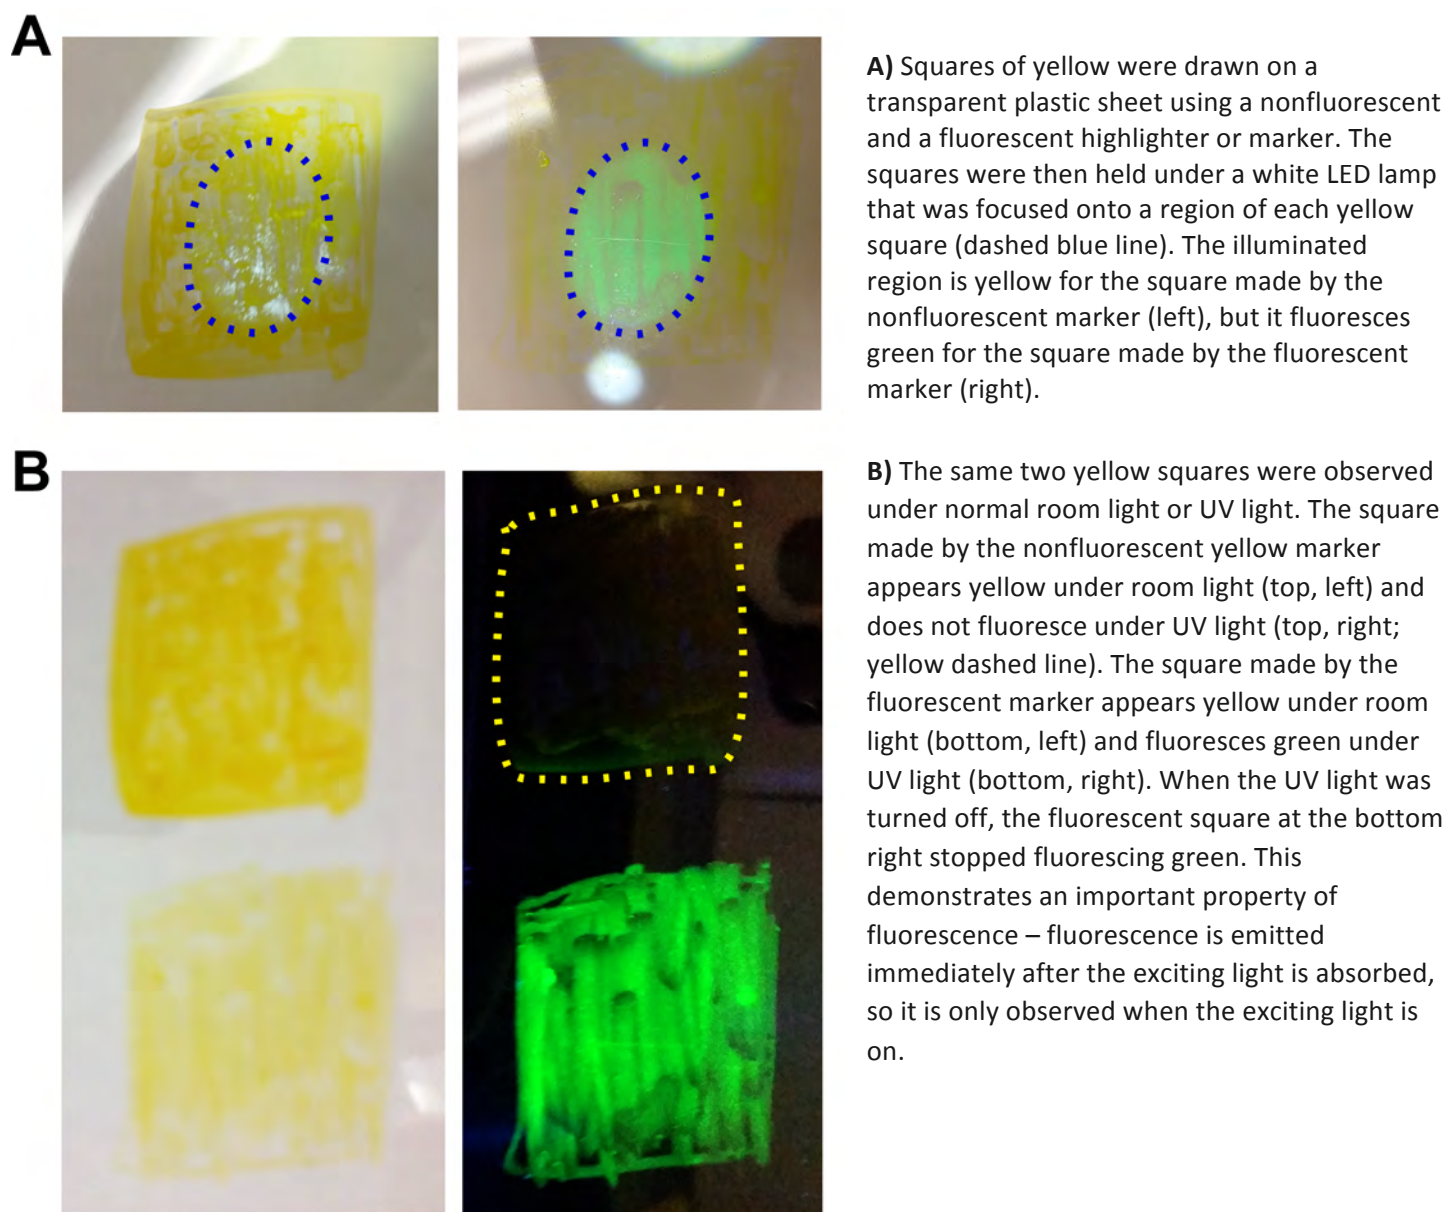 A
A) Squares of yellow were drawn on a
transparent plastic sheet using a nonfluorescent
and a fluorescent highlighter or marker. The
squares were then held under a white LED lamp
that was focused onto a region of each yellow
square (dashed blue line). The illuminated
region is yellow for the square made by the
nonfluorescent marker (left), but it fluoresces
green for the square made by the fluorescent
marker (right).
B
B) The same two yellow squares were observed
under normal room light or UV light. The square
made by the nonfluorescent yellow marker
appears yellow under room light (top, left) and
does not fluoresce under UV light (top, right;
yellow dashed line). The square made by the
fluorescent marker appears yellow under room
light (bottom, left) and fluoresces green under
UV light (bottom, right). When the UV light was
turned off, the fluorescent square at the bottom
right stopped fluorescing green. This
demonstrates an important property of
fluorescence – fluorescence is emitted
immediately after the exciting light is absorbed,
so it is only observed when the exciting light is
on.